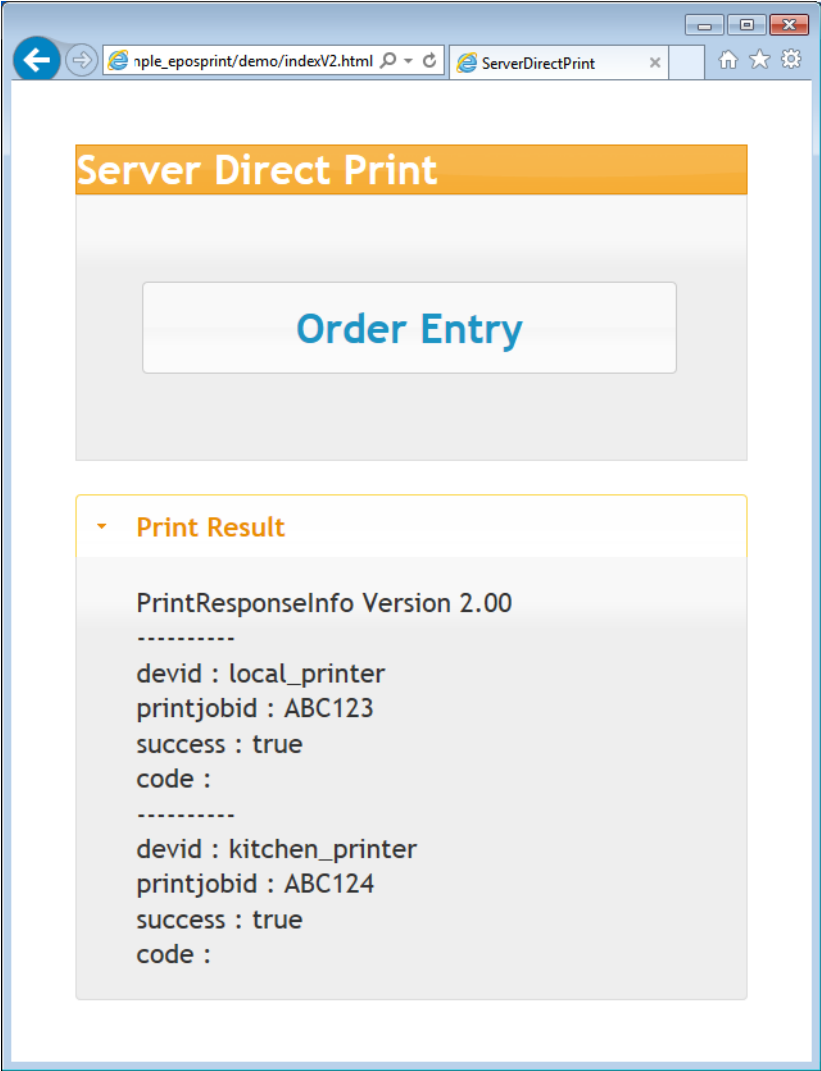 nple_eposprint/demo/indexV2.html
ServerDirectPrint
Server Direct Print
Order Entry
Print Result
PrintResponseInfo Version 2.00
----------
devid : local_printer
printjobid : ABC123
success : true
code :
----------
devid : kitchen_printer
printjobid : ABC124
success : true
code :